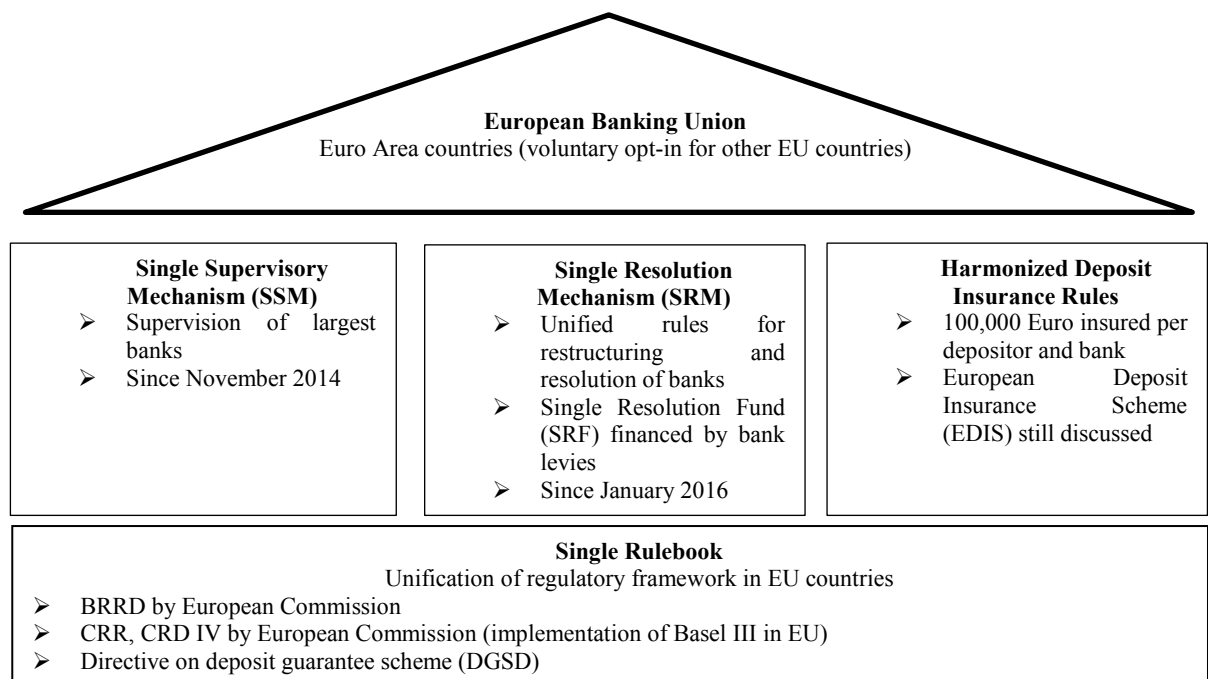 European Banking Union
Euro Area countries (voluntary opt-in for other EU countries)
Single Supervisory
Mechanism (SSM)
➢ Supervision of largest
banks
➢ Since November 2014
Single Resolution
Mechanism (SRM)
➢ Unified rules for
restructuring and
resolution of banks
➢ Single Resolution Fund
(SRF) financed by bank
levies
➢ Since January 2016
Harmonized Deposit
Insurance Rules
➢ 100,000 Euro insured per
depositor and bank
➢ European Deposit
Insurance Scheme
(EDIS) still discussed
Single Rulebook
Unification of regulatory framework in EU countries
➢ BRRD by European Commission
➢ CRR, CRD IV by European Commission (implementation of Basel III in EU)
➢ Directive on deposit guarantee scheme (DGSD)